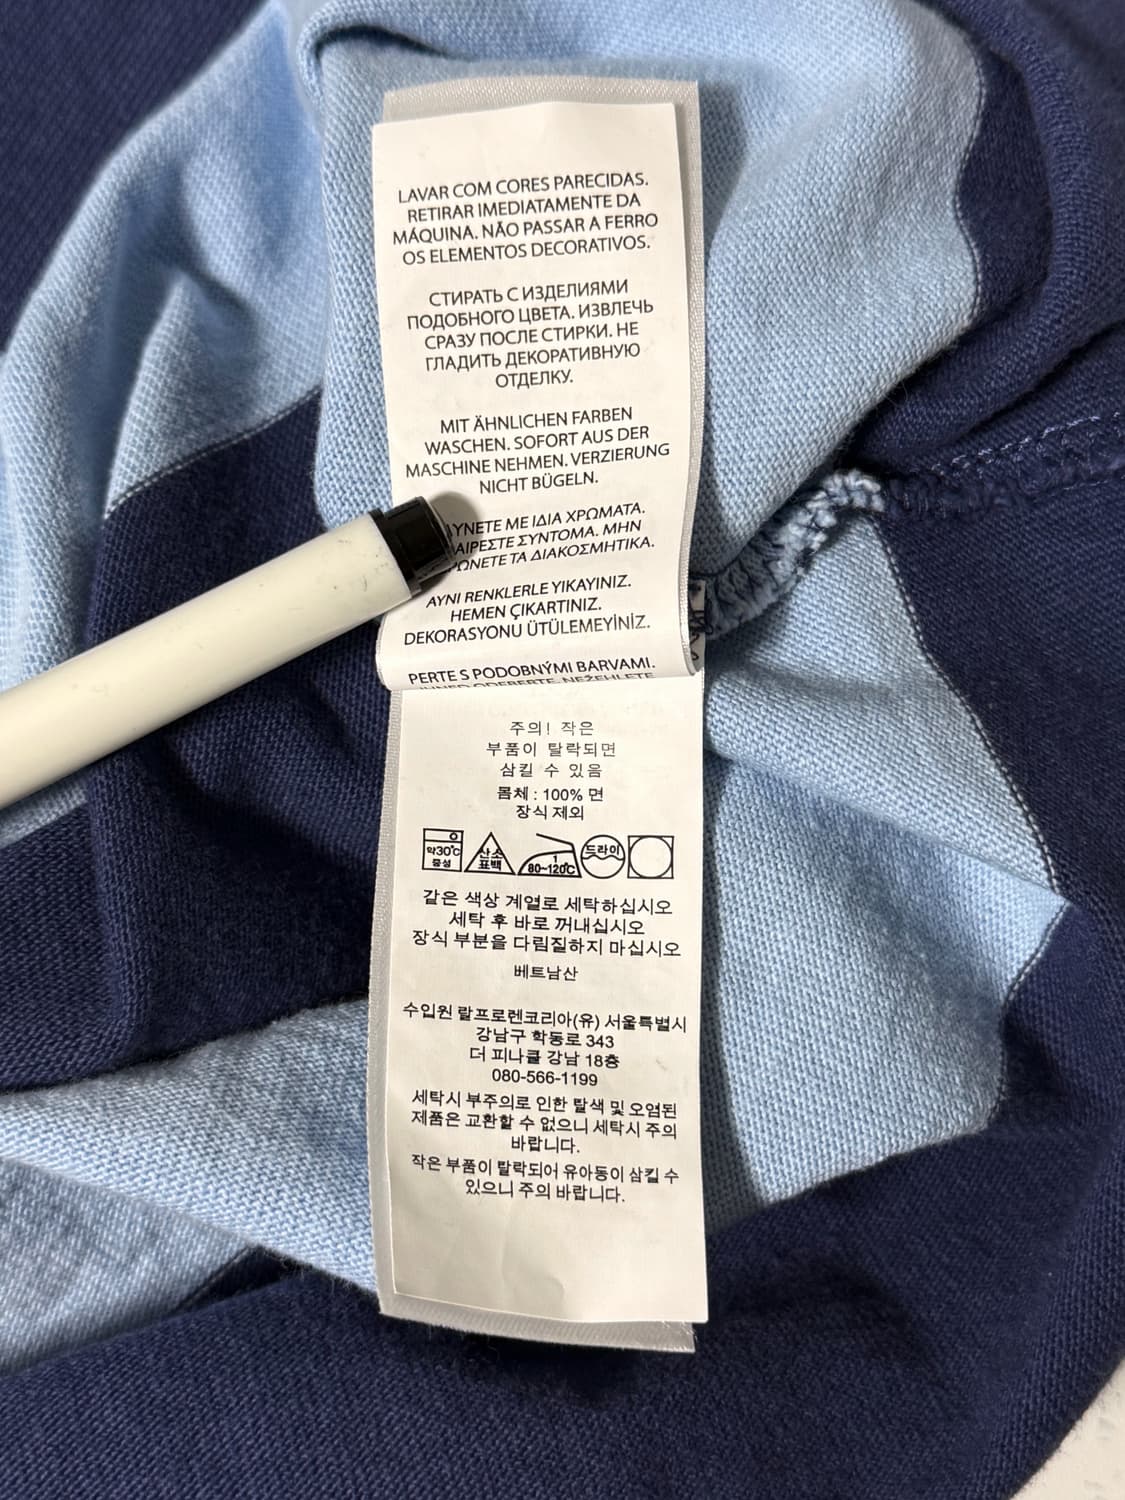 LAVAR COM CORES PARECIDAS.
RETIRAR IMEDIATAMENTE DA
MÁQUINA. NÃO PASSAR A FERRO
OS ELEMENTOS DECORATIVOS.
СТИРАТЬ С ИЗДЕЛИЯМИ
ПОДОБНОГО ЦВЕТА. ИЗВЛЕЧЬ
СРАЗУ ПОСЛЕ СТИРКИ. НЕ
ГЛАДИТЬ ДЕКОРАТИВНУЮ
ОТДЕЛКУ.
MIT ÄHNLICHEN FARBEN
WASCHEN. SOFORT AUS DER
MASCHINE NEHMEN. VERZIERUNG
NICHT BÜGELN.
ΜΕ ΙΔΙΑ ΧΡΩΜΑΤΑ.
ΣΥΝΤΟΜΑ. ΜΗΝ
ΤΑ ΔΙΑΚΟΣΜΗΤΙΚΑ.
AYNI RENKLERLE YIKAYINIZ.
HEMEN ÇIKARTINIZ.
DEKORASYONU ÜTÜLEMEYİNİZ.
PERTE S PODOBNÝMI BARVAMI.
주의! 작은
부품이 탈락되면
삼킬 수 있음
몸체 : 100% 면
장식 제외
약30℃
중성
산소
표백
1
80~120℃
드라이
같은 색상 계열로 세탁하십시오
세탁 후 바로 꺼내십시오
장식 부분을 다림질하지 마십시오
베트남산
수입원 랄프로렌코리아(유) 서울특별시
강남구 학동로 343
더 피나클 강남 18층
080-566-1199
세탁시 부주의로 인한 탈색 및 오염된
제품은 교환할 수 없으니 세탁시 주의
바랍니다.
작은 부품이 탈락되어 유아동이 삼킬 수
있으니 주의 바랍니다.